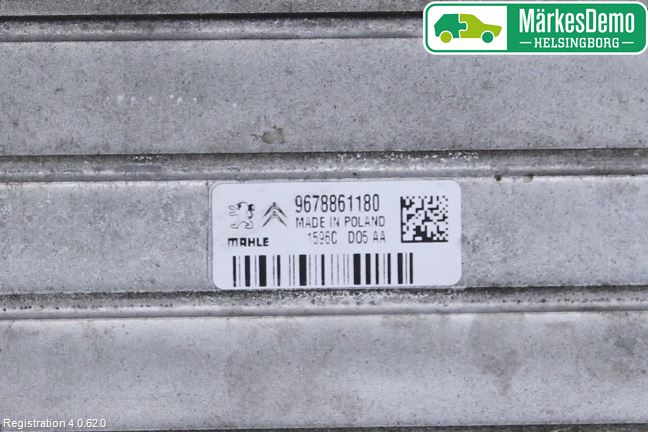 MärkesDemo
HELSINGBORG
9678861180
MADE IN POLAND
MAHLE
1596C D05 AA
Registration 4.0.62.0